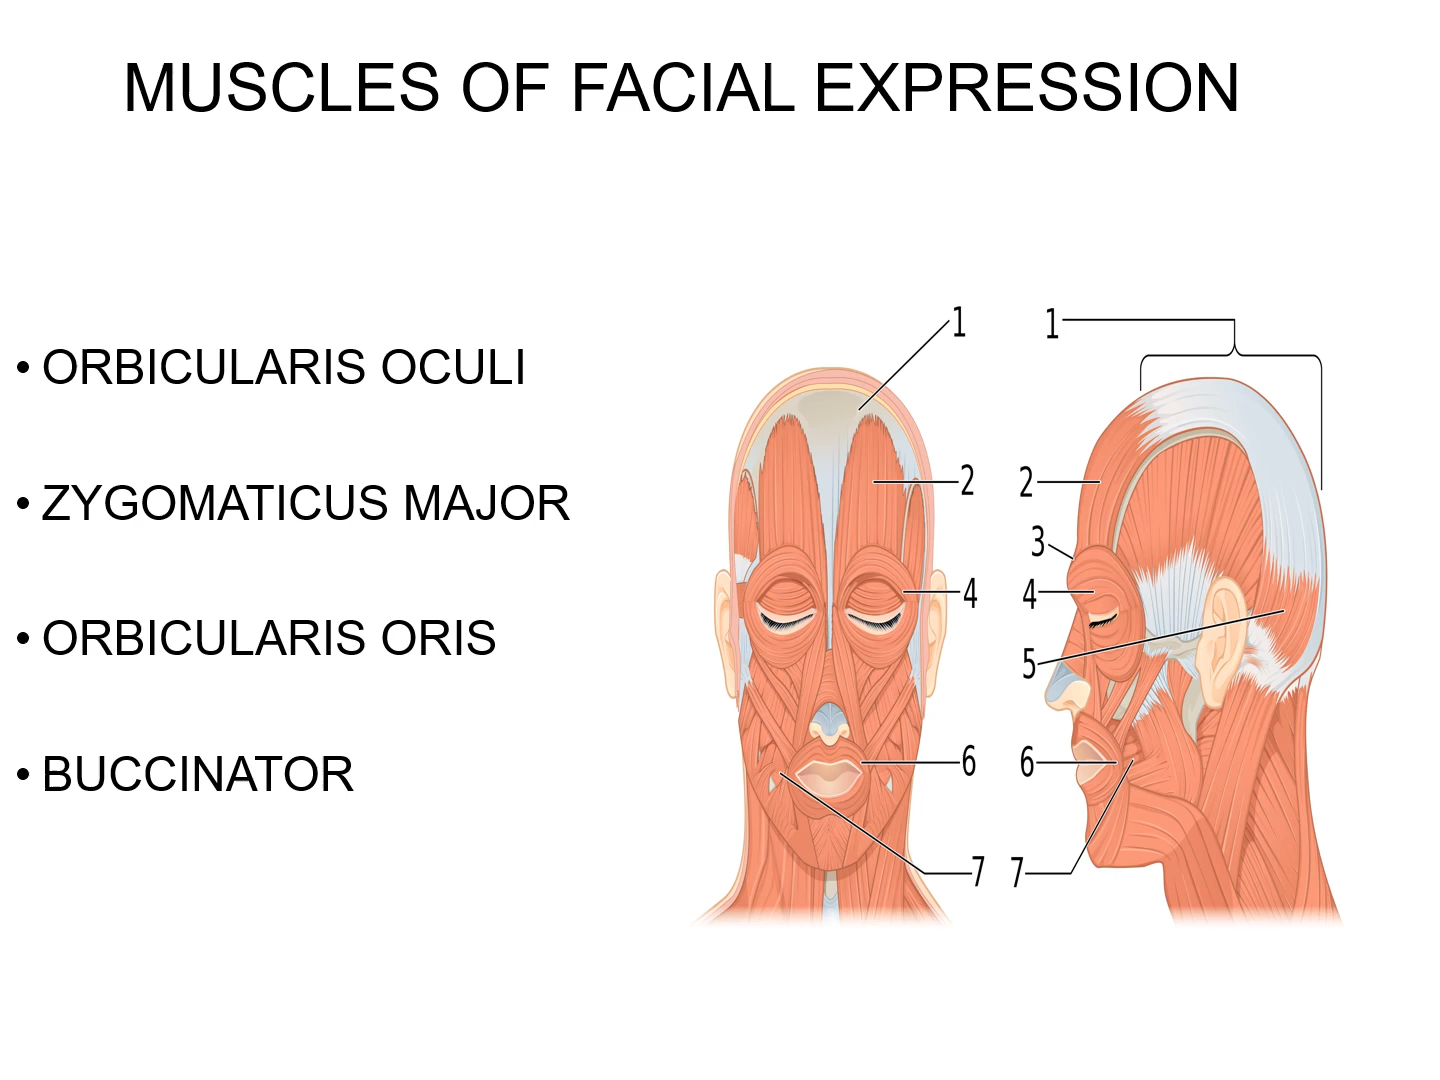 MUSCLES OF FACIAL EXPRESSION
• ORBICULARIS OCULI
• ZYGOMATICUS MAJOR
• ORBICULARIS ORIS
• BUCCINATOR
1 1
2 2
3
4 4
5
6 6
7 7